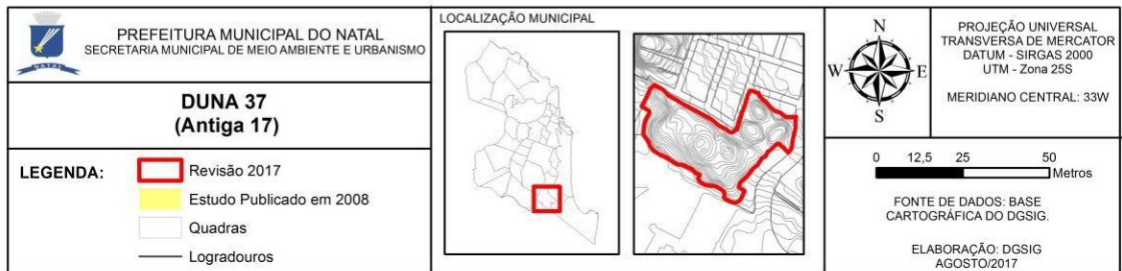 NATAL
PREFEITURA MUNICIPAL DO NATAL
SECRETARIA MUNICIPAL DE MEIO AMBIENTE E URBANISMO
DUNA 37
(Antiga 17)
LEGENDA:
Revisão 2017
Estudo Publicado em 2008
Quadras
Logradouros
LOCALIZAÇÃO MUNICIPAL
N
W E
S
PROJEÇÃO UNIVERSAL
TRANSVERSA DE MERCATOR
DATUM - SIRGAS 2000
UTM - Zona 25S
MERIDIANO CENTRAL: 33W
0 12,5 25 50
Metros
FONTE DE DADOS: BASE
CARTOGRÁFICA DO DGSIG.
ELABORAÇÃO: DGSIG
AGOSTO/2017